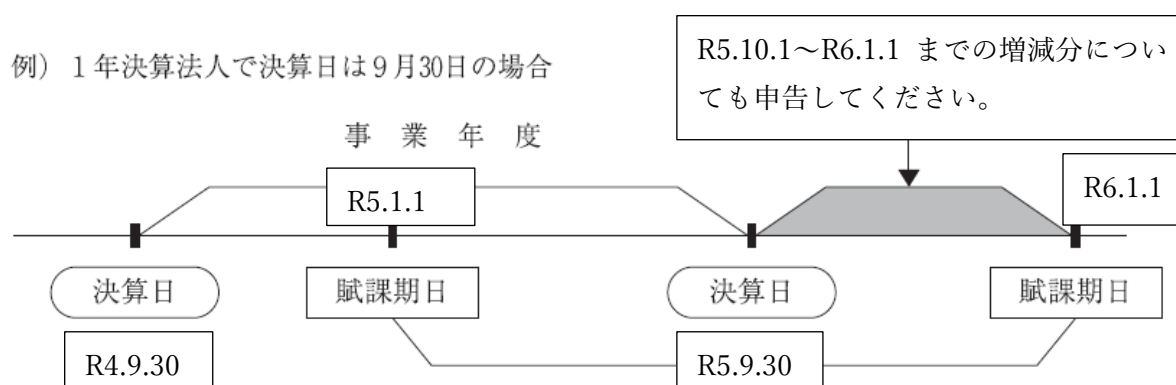 例) 1年決算法人で決算日は9月30日の場合
R5.10.1～R6.1.1 までの増減分につい
ても申告してください。
事 業 年 度
R5.1.1
R6.1.1
決算日
賦課期日
決算日
賦課期日
R4.9.30
R5.9.30